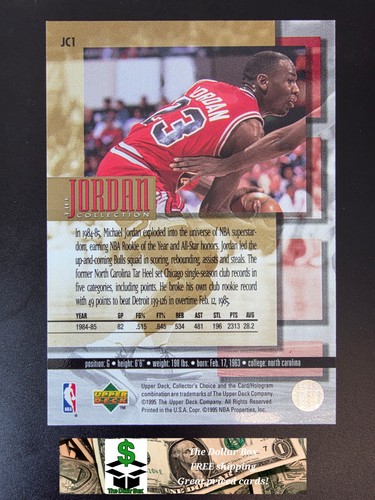 JC1
JORDAN
23
THE
JORDAN
COLLECTION
In 1984-85, Michael Jordan exploded into the universe of NBA superstar-
dom, earning NBA Rookie of the Year and All-Star honors. Jordan led the
up-and-coming Bulls squad in scoring, rebounding, assists and steals. The
former North Carolina Tar Heel set Chicago single-season club records in
five categories, including points. He broke his own club rookie record
with 49 points to beat Detroit 139-126 in overtime Feb. 12, 1985.
YEAR GP FG% FT% REB AST STL PTS AVG
1984-85 82 .515 .845 534 481 196 2313 28.2
position: G • height: 6'6" • weight: 198 lbs. • born: Feb. 17, 1963 • college: north carolina
Upper Deck, Collector's Choice and the Card/Hologram
combination are trademarks of The Upper Deck Company.
©1995 The Upper Deck Company. All Rights Reserved.
Printed in the U.S.A. Copr. ©1995 NBA Properties, Inc.
NBA
UPPER
DECK
TM
$
The Dollar Box
The Dollar Box
FREE shipping
Great priced cards!